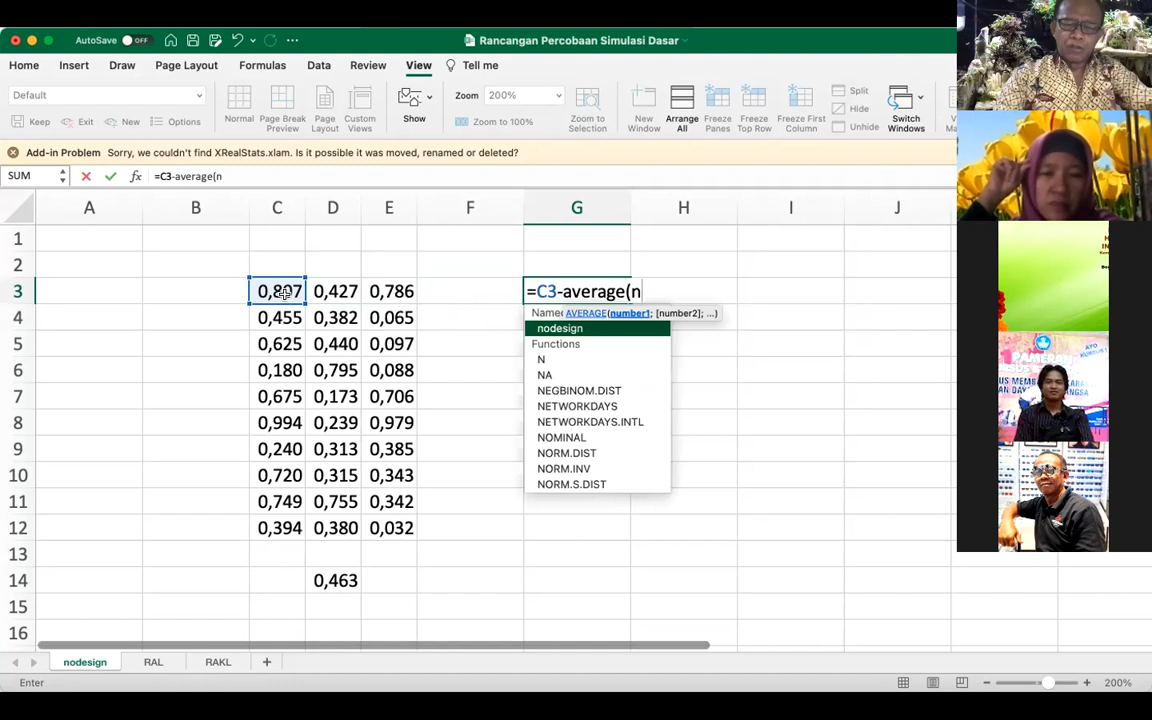 AutoSave OFF
Rancangan Percobaan Simulasi Dasar
Home Insert Draw Page Layout Formulas Data Review View Tell me
Default
Keep Exit New Options
Normal Page Break Preview Page Layout Custom Views
Show
Zoom 200%
Zoom to 100%
Zoom to Selection
New Window Arrange All Freeze Panes Freeze Top Row Freeze First Column
Split
Hide
Unhide
Switch Windows
Add-in Problem Sorry, we couldn't find XRealStats.xlam. Is it possible it was moved, renamed or deleted?
SUM fx =C3-average(n
A B C D E F G H I J
1
2
3 0,427 0,786 =C3-average(n
4 0,455 0,382 0,065
5 0,625 0,440 0,097
6 0,180 0,795 0,088
7 0,675 0,173 0,706
8 0,994 0,239 0,979
9 0,240 0,313 0,385
10 0,720 0,315 0,343
11 0,749 0,755 0,342
12 0,394 0,380 0,032
13
14 0,463
15
16
AVERAGE(number1; [number2]; ...)
nodesign
Functions
N
NA
NEGBINOM.DIST
NETWORKDAYS
NETWORKDAYS.INTL
NOMINAL
NORM.DIST
NORM.INV
NORM.S.DIST
PAMERAN
nodesign RAL RAKL +
Enter
200%